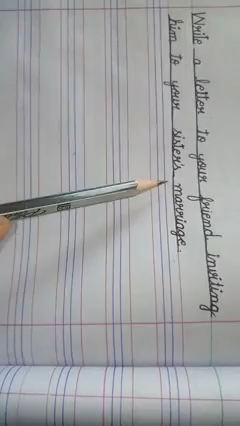 Write a letter to your friend inviting
him to your sister's marriage.